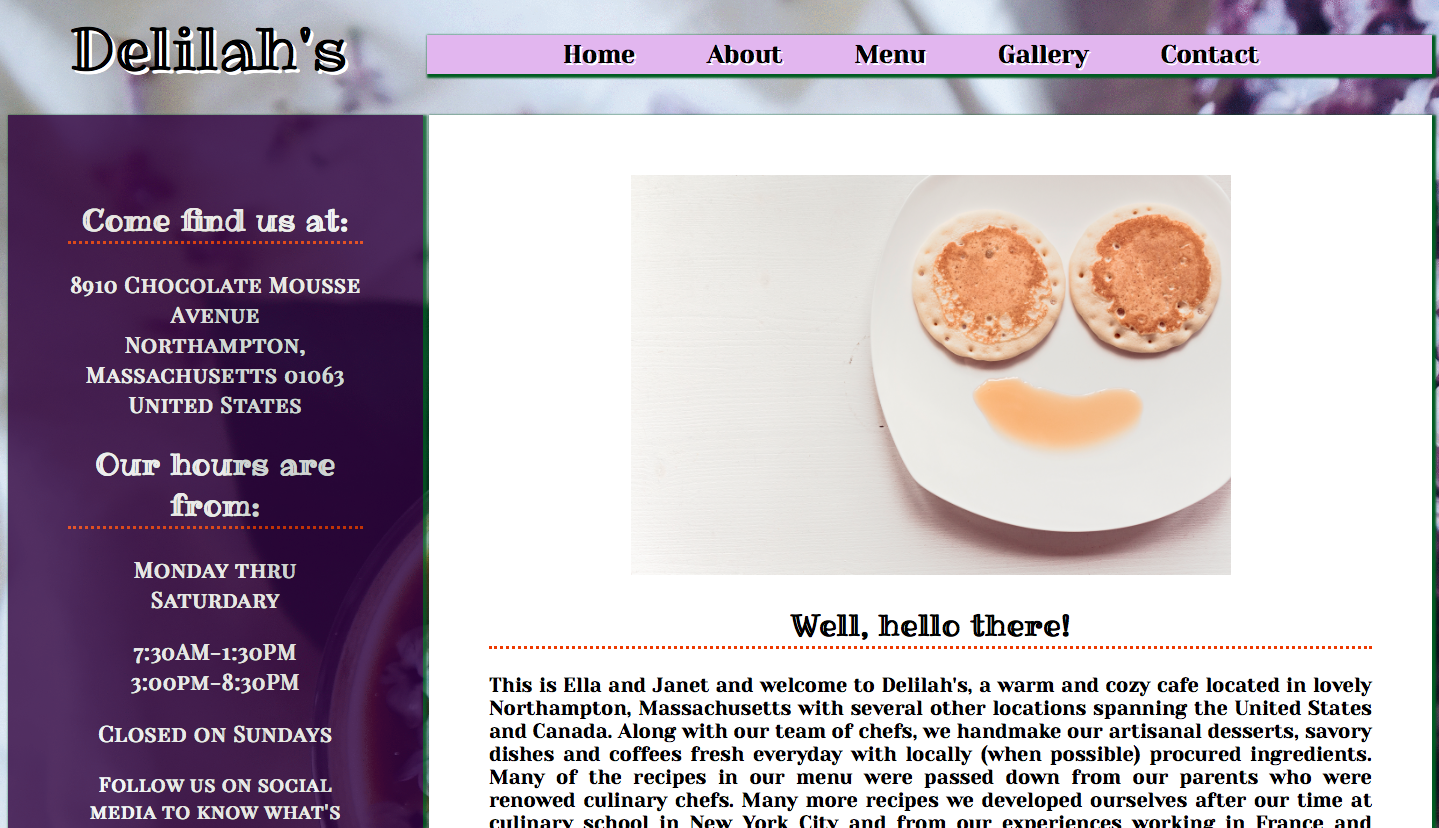 Delilah's
Home About Menu Gallery Contact
Come find us at:
8910 Chocolate Mousse
Avenue
Northampton,
Massachusetts 01063
United States
Our hours are
from:
Monday thru
Saturdary
7:30AM-1:30PM
3:00PM-8:30PM
Closed on Sundays
Follow us on social
media to know what's
Well, hello there!
This is Ella and Janet and welcome to Delilah's, a warm and cozy cafe located in lovely
Northampton, Massachusetts with several other locations spanning the United States
and Canada. Along with our team of chefs, we handmake our artisanal desserts, savory
dishes and coffees fresh everyday with locally (when possible) procured ingredients.
Many of the recipes in our menu were passed down from our parents who were
renowed culinary chefs. Many more recipes we developed ourselves after our time at
culinary school in New York City and from our experiences working in France and